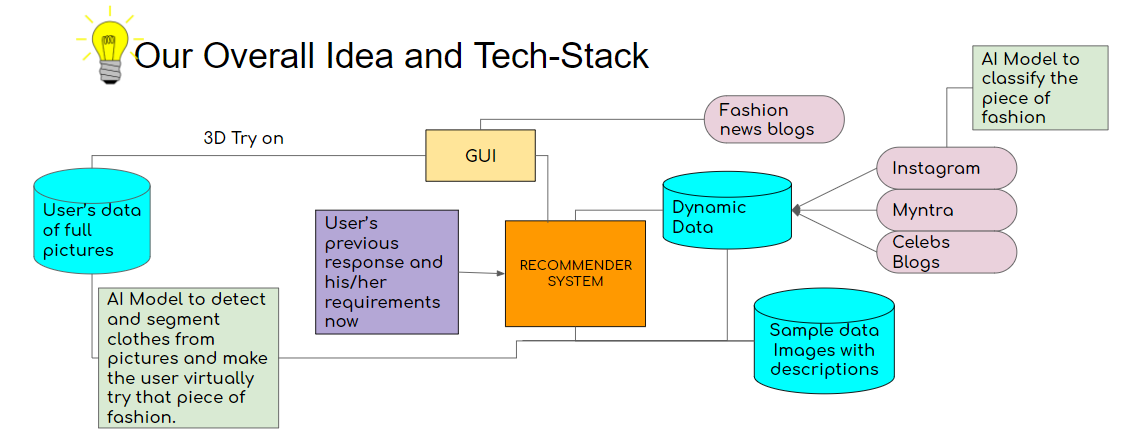 Our Overall Idea and Tech-Stack
AI Model to
classify the
piece of
fashion
Fashion
news blogs
3D Try on
GUI
Instagram
Myntra
Celebs
Blogs
User's data
of full
pictures
User's
previous
response and
his/her
requirements
now
RECOMMENDER
SYSTEM
Dynamic
Data
AI Model to detect
and segment
clothes from
pictures and make
the user virtually
try that piece of
fashion.
Sample data
Images with
descriptions